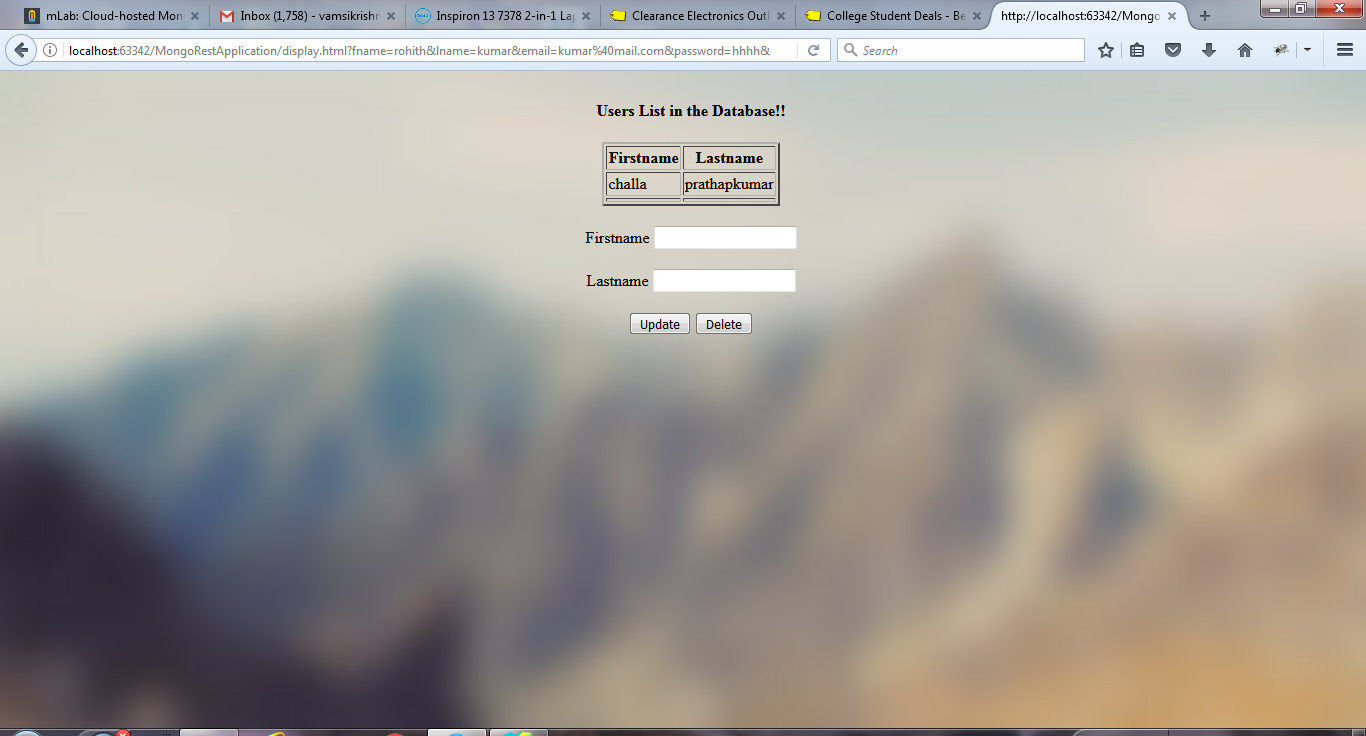 mLab: Cloud-hosted Mon
Inbox (1,758) - vamsikrishn
Inspiron 13 7378 2-in-1 Lap
Clearance Electronics Outl
College Student Deals - Be
http://localhost:63342/Mongo
localhost:63342/MongoRestApplication/display.html?fname=rohith&lname=kumar&email=kumar%40mail.com&password=hhhh&
Search
Users List in the Database!!
Firstname Lastname
challa prathapkumar
Firstname
Lastname
Update Delete